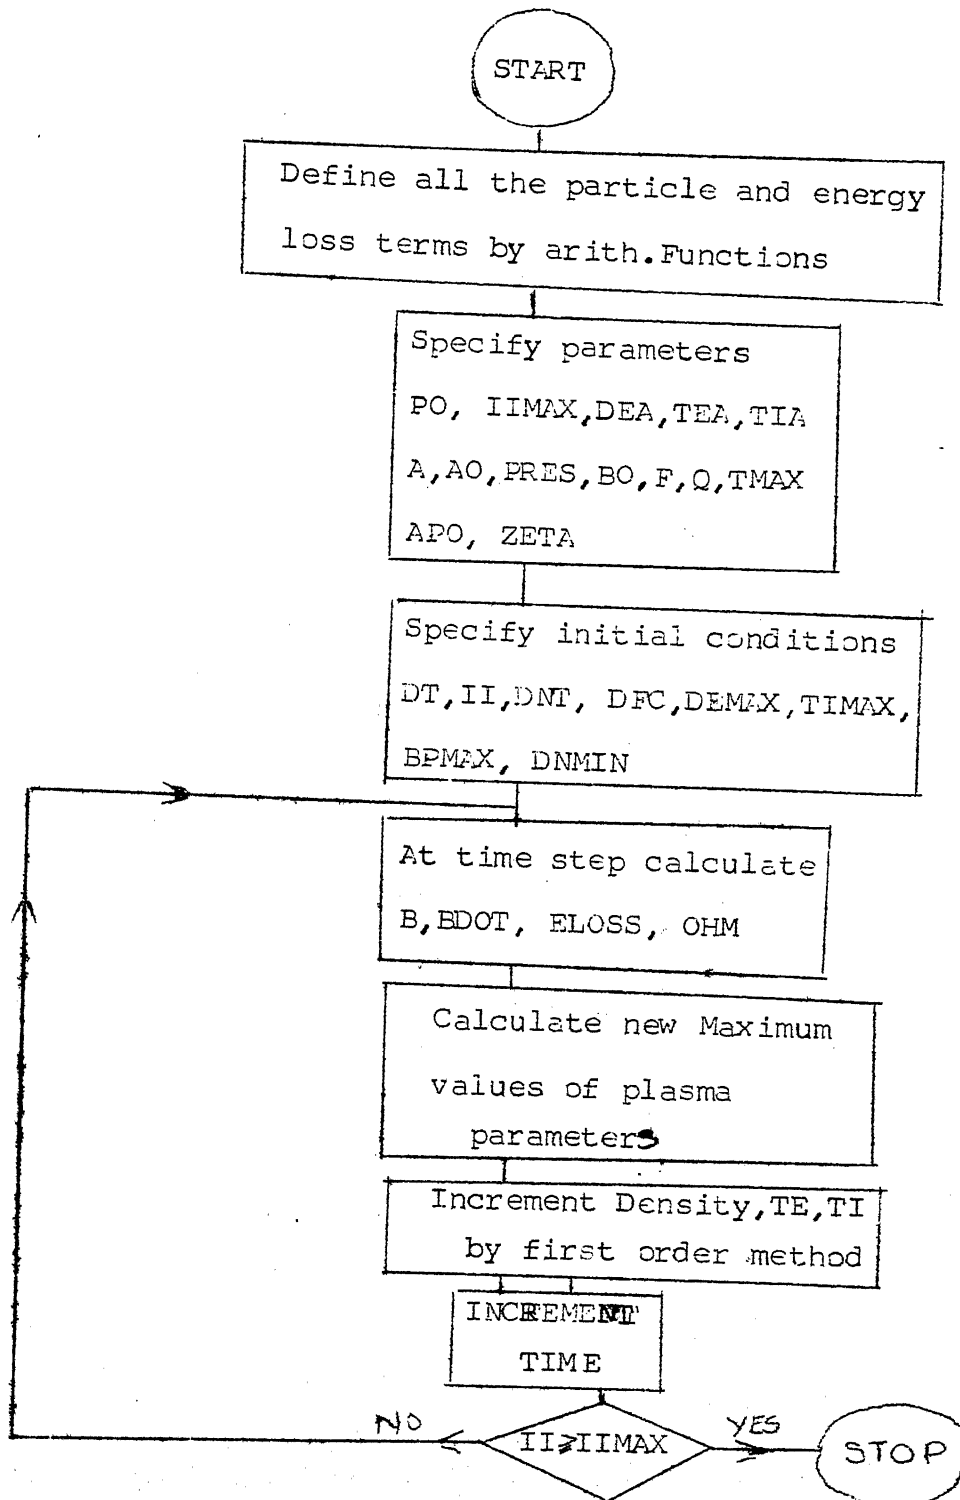 START
Define all the particle and energy
loss terms by arith.Functions
Specify parameters
PO, IIMAX,DEA,TEA,TIA
A,AO,PRES,BO,F,Q,TMAX
APO, ZETA
Specify initial conditions
DT,II,DNT, DFC,DEMAX,TIMAX,
BPMAX, DNMIN
At time step calculate
B,BDOT, ELOSS, OHM
Calculate new Maximum
values of plasma
parameters
Increment Density,TE,TI
by first order method
INCREMENT
TIME
NO
II⩾IIMAX
YES
STOP